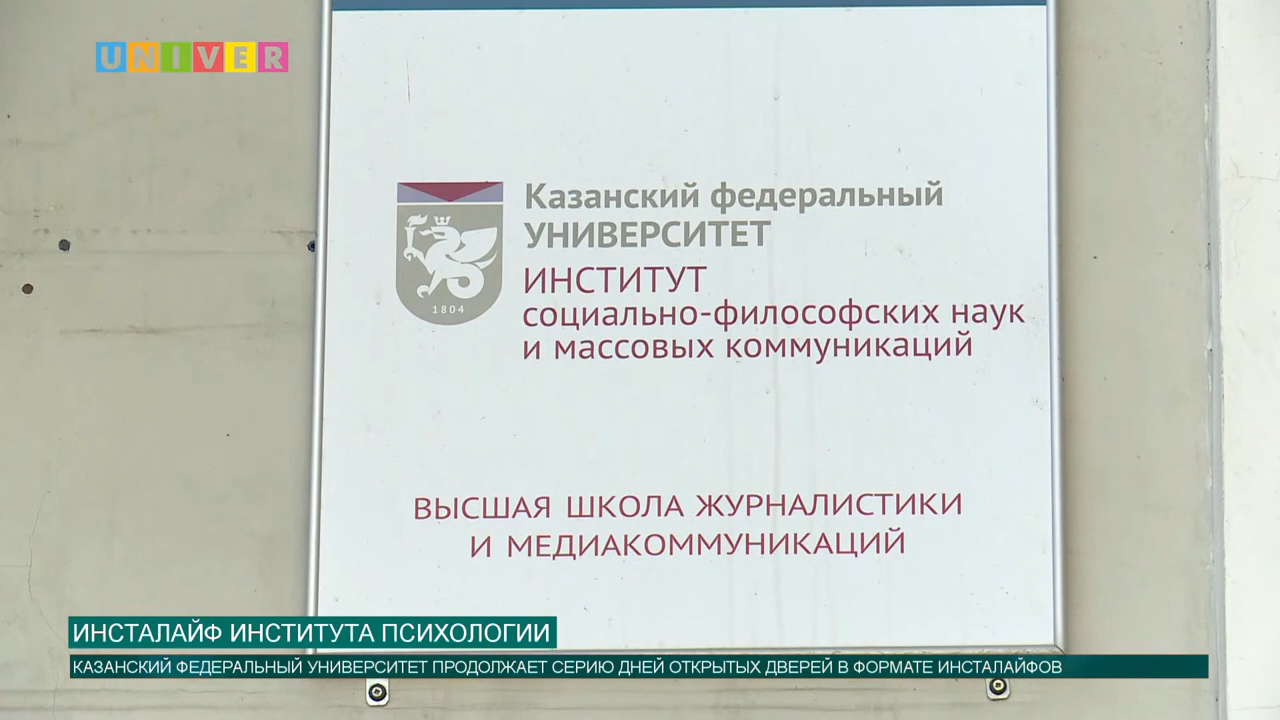 UNIVER
Казанский федеральный
УНИВЕРСИТЕТ
ИНСТИТУТ
социально-философских наук
и массовых коммуникаций
1804
ВЫСШАЯ ШКОЛА ЖУРНАЛИСТИКИ
И МЕДИАКОММУНИКАЦИЙ
ИНСТАЛАЙФ ИНСТИТУТА ПСИХОЛОГИИ
КАЗАНСКИЙ ФЕДЕРАЛЬНЫЙ УНИВЕРСИТЕТ ПРОДОЛЖАЕТ СЕРИЮ ДНЕЙ ОТКРЫТЫХ ДВЕРЕЙ В ФОРМАТЕ ИНСТАЛАЙФОВ